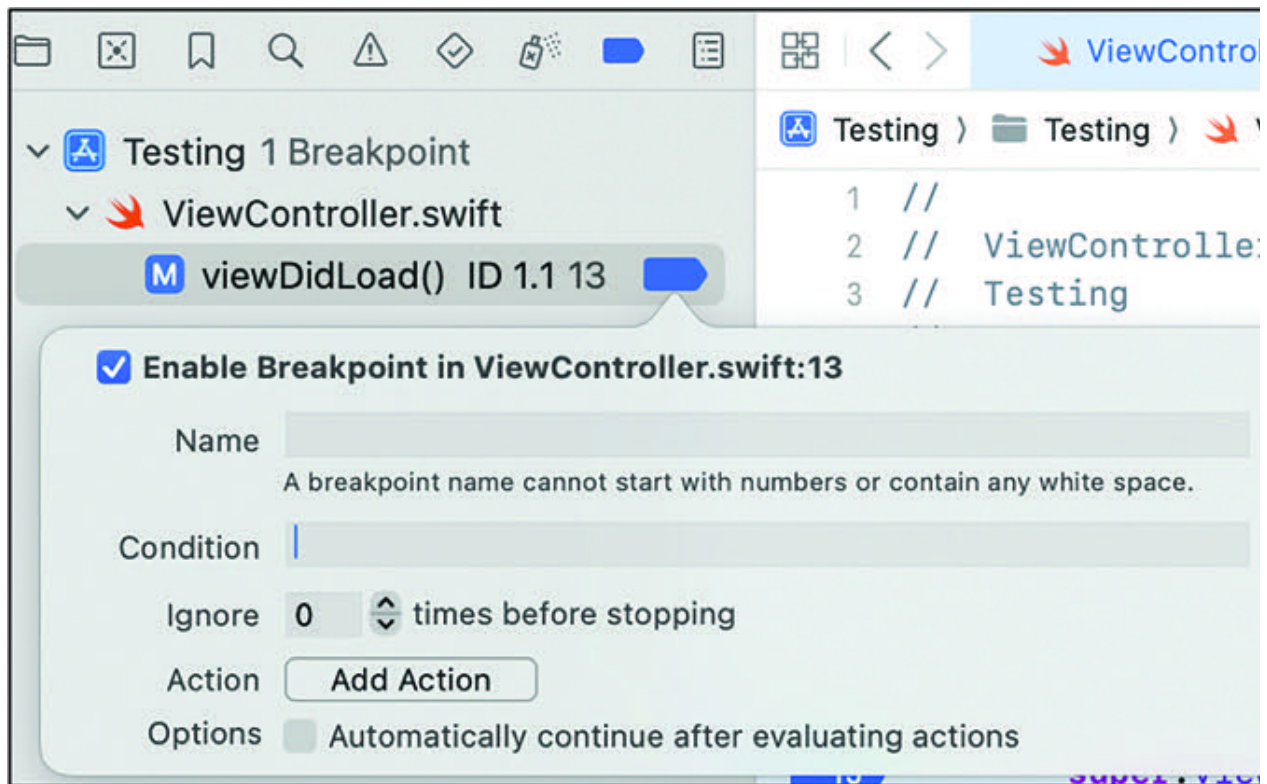 ViewContro
Testing 1 Breakpoint
Testing 〉 Testing 〉
ViewController.swift
1 //
viewDidLoad() ID 1.1 13
2 // ViewControlle
3 // Testing
M
Enable Breakpoint in ViewController.swift:13
Name
A breakpoint name cannot start with numbers or contain any white space.
Condition
Ignore 0 times before stopping
Action Add Action
Options Automatically continue after evaluating actions